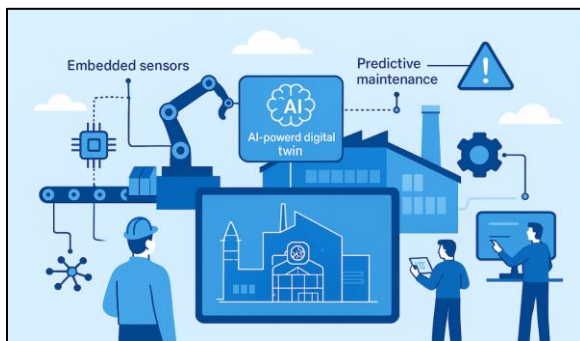 Embedded sensors
Predictive
maintenance
AI
AI-powerd digital
twin